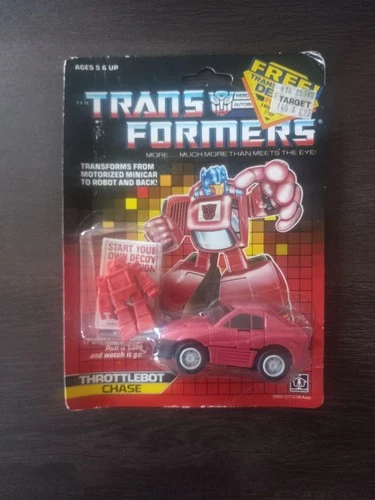 AGES 5 & UP
FREE!
TARGET
TRANS
FORMERS
MORE... MUCH MORE THAN MEETS THE EYE!
TRANSFORMS FROM
MOTORIZED MINICAR
TO ROBOT AND BACK!
START YOUR
OWN DECOY
and watch it go
THROTTLEBOT
CHASE